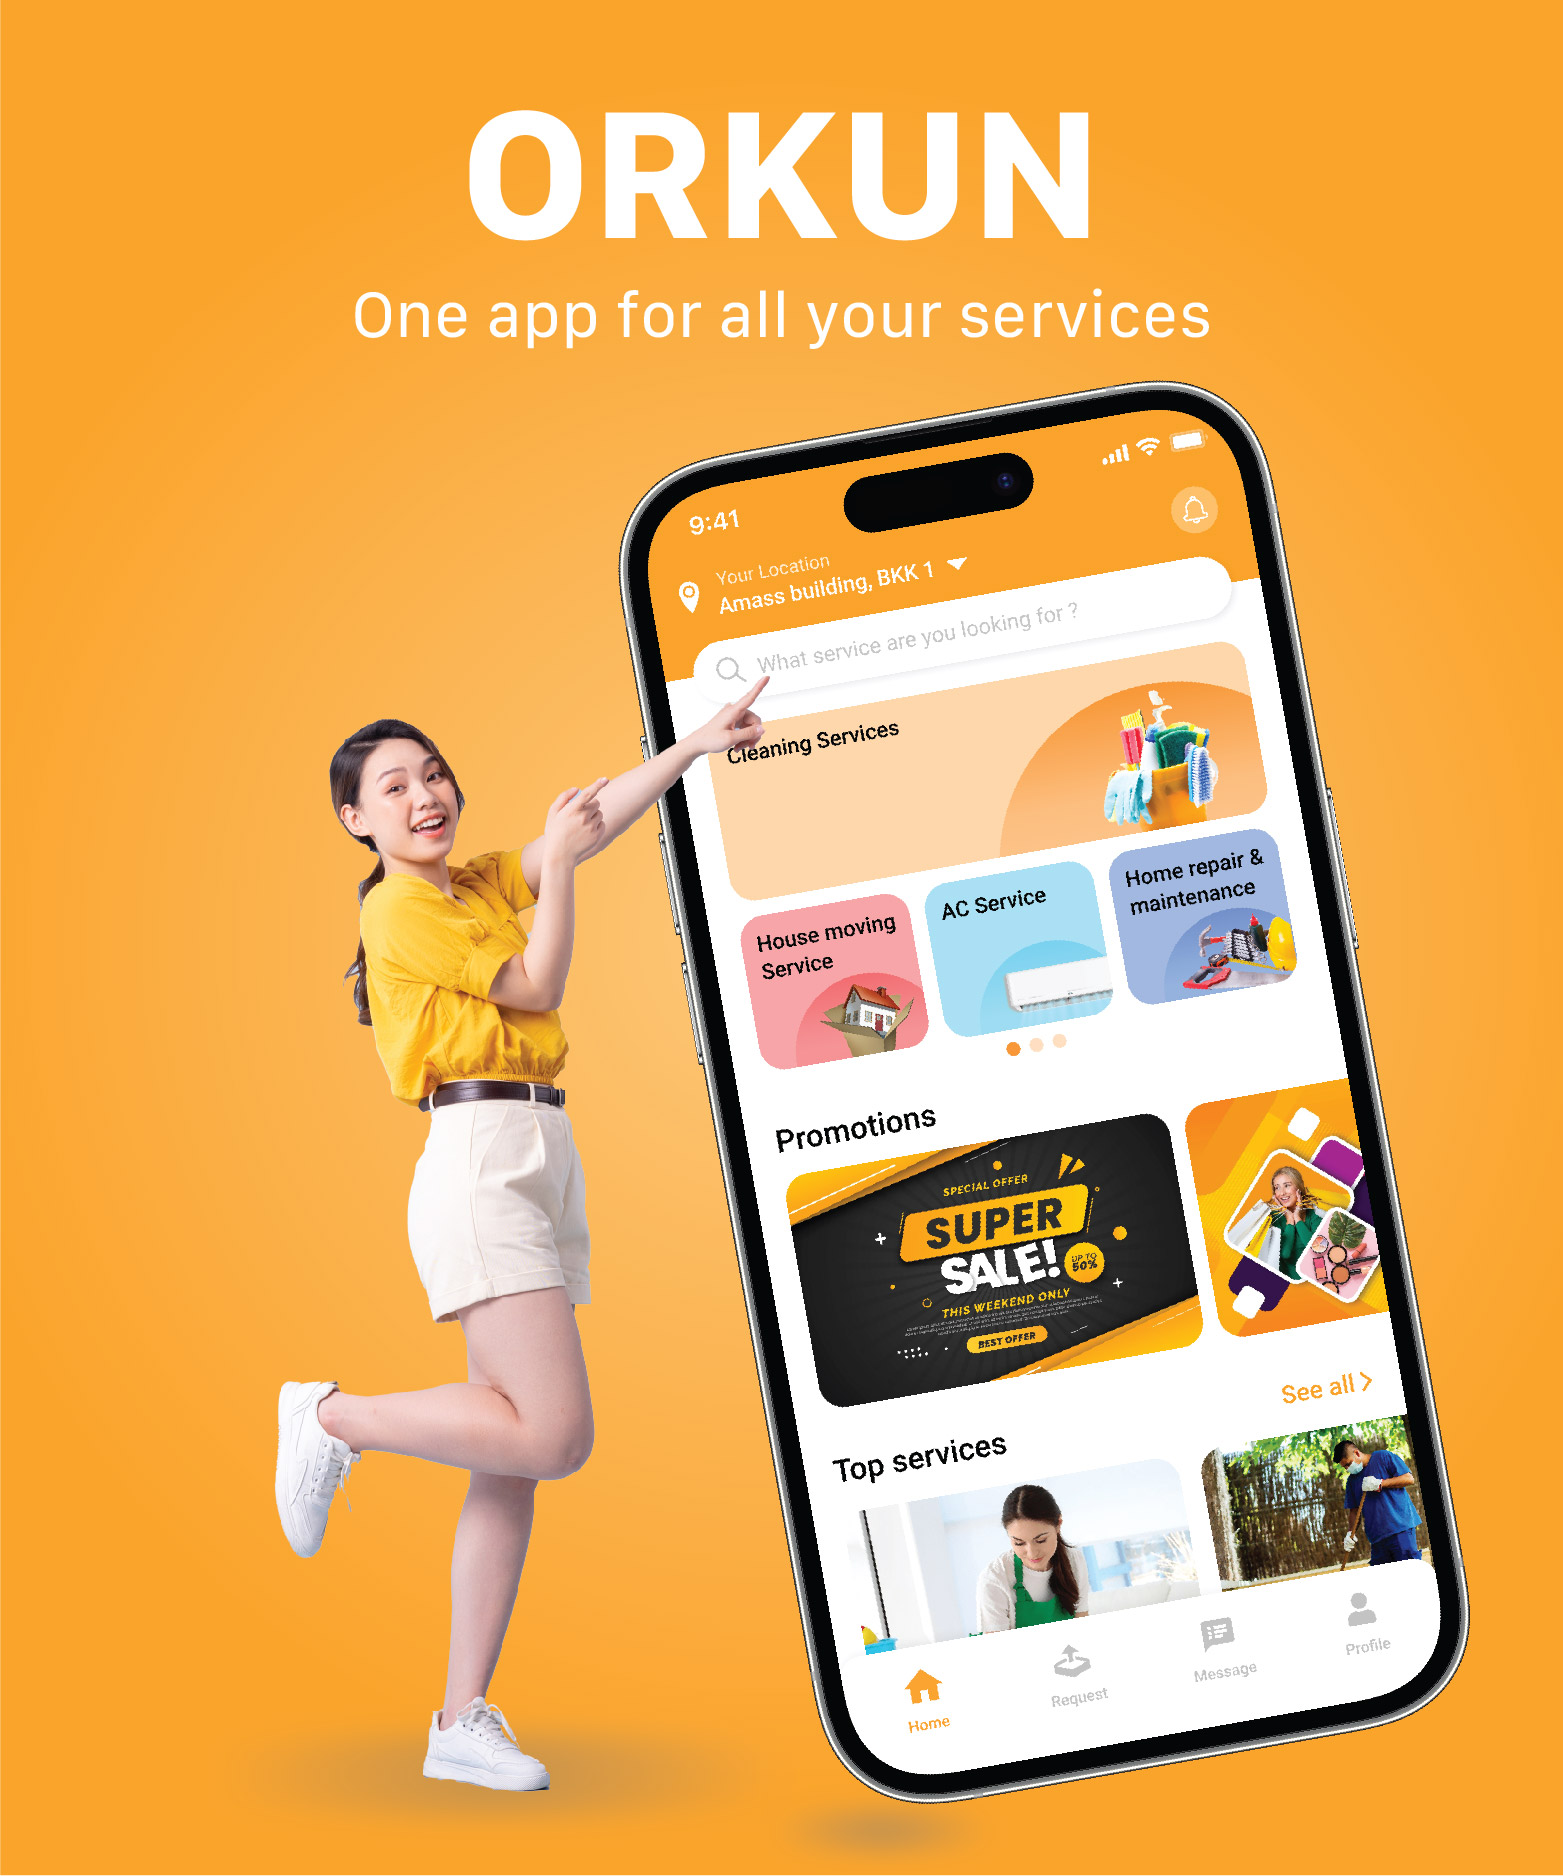 ORKUN
One app for all your services
9:41
Your Location
Amass building, BKK 1
What service are you looking for ?
Cleaning Services
House moving
Service
AC Service
Home repair &
maintenance
Promotions
SPECIAL OFFER
SUPER
SALE!
UP TO
50%
THIS WEEKEND ONLY
BEST OFFER
See all
Top services
Home
Request
Message
Profile